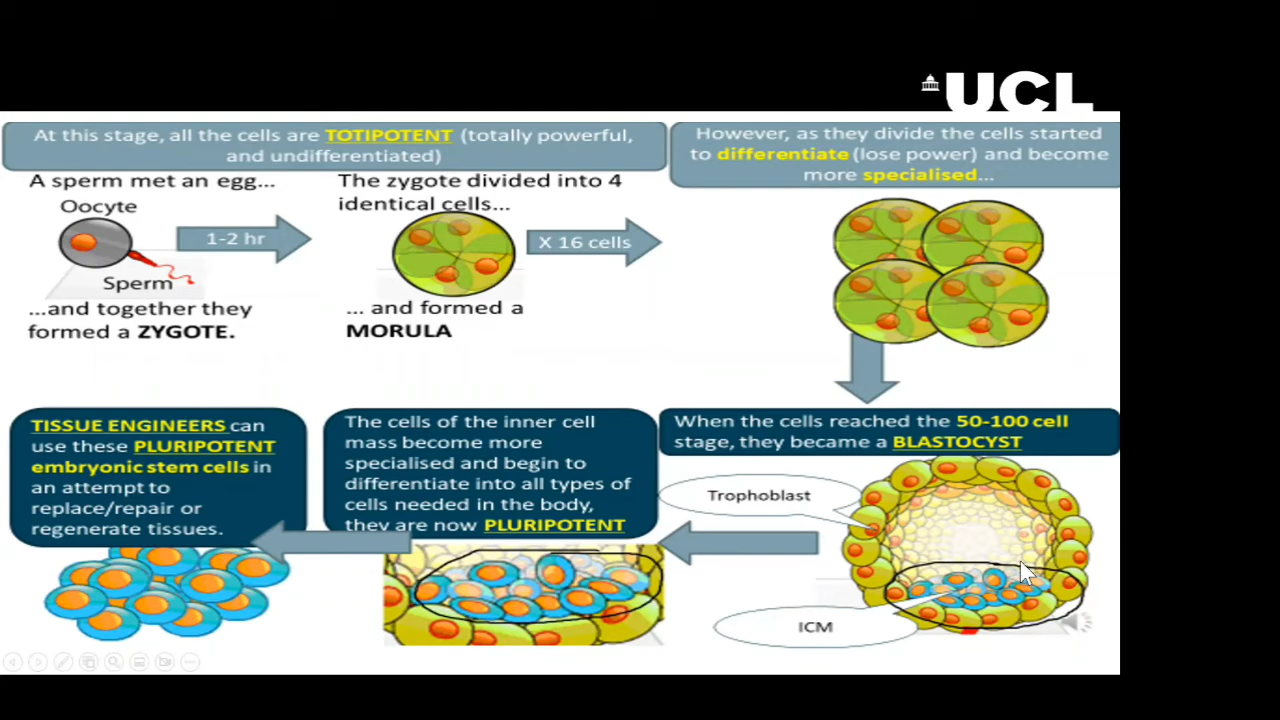 UCL
At this stage, all the cells are TOTIPOTENT (totally powerful,
and undifferentiated)
A sperm met an egg...
Oocyte
1-2 hr
Sperm
...and together they
formed a ZYGOTE.
The zygote divided into 4
identical cells...
X 16 cells
... and formed a
MORULA
However, as they divide the cells started
to differentiate (lose power) and become
more specialised...
When the cells reached the 50-100 cell
stage, they became a BLASTOCYST
Trophoblast
ICM
The cells of the inner cell
mass become more
specialised and begin to
differentiate into all types of
cells needed in the body,
they are now PLURIPOTENT
TISSUE ENGINEERS can
use these PLURIPOTENT
embryonic stem cells in
an attempt to
replace/repair or
regenerate tissues.